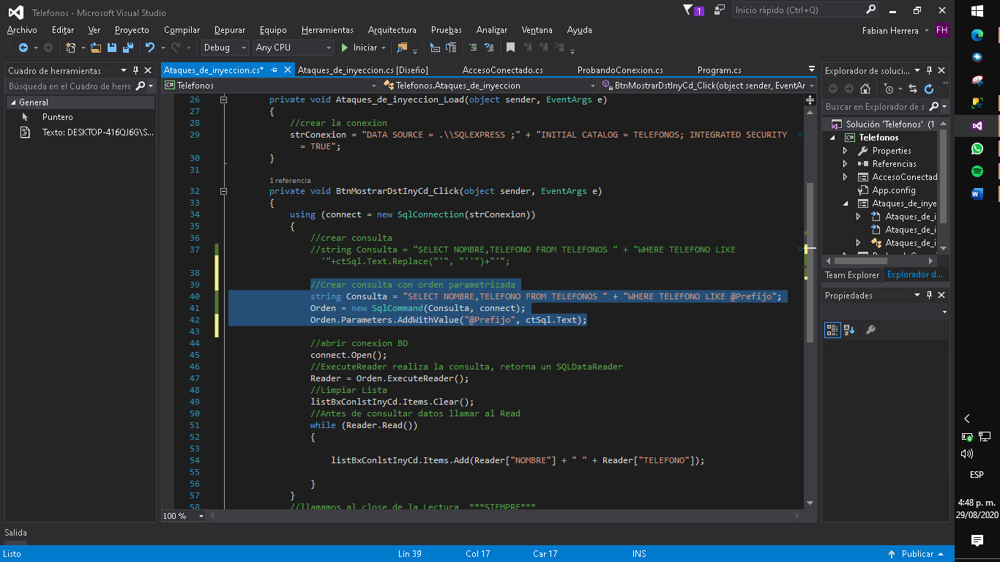 Telefonos - Microsoft Visual Studio
1
Inicio rápido (Ctrl+Q)
Archivo Editar Ver Proyecto Compilar Depurar Equipo Herramientas Arquitectura Pruebas Analizar Ventana Ayuda
Fabian Herrera FH
Debug Any CPU Iniciar
Cuadro de herramientas
Búsqueda en el Cuadro de herra
General
Puntero
Texto: DESKTOP-416QJ6G\S...
Ataques_de_inyeccion.cs* Ataques_de_inyeccion.cs [Diseño] AccesoConectado.cs ProbandoConexion.cs Program.cs
Telefonos Telefonos.Ataques_de_inyeccion BtnMostrarDstInyCd_Click(object sender, EventAr
26 private void Ataques_de_inyeccion_Load(object sender, EventArgs e)
27 {
28 //crear la conexion
29 strConexion = "DATA SOURCE = .\\SQLEXPRESS ;" + "INITIAL CATALOG = TELEFONOS; INTEGRATED SECURITY
= TRUE";
30 }
31
1 referencia
32 private void BtnMostrarDstInyCd_Click(object sender, EventArgs e)
33 {
34 using (connect = new SqlConnection(strConexion))
35 {
36 //crear consulta
37 //string Consulta = "SELECT NOMBRE,TELEFONO FROM TELEFONOS " + "WHERE TELEFONO LIKE
'"+ctSql.Text.Replace("'", "''")+"'";
38
39 //Crear consulta con orden parametrizada
40 string Consulta = "SELECT NOMBRE,TELEFONO FROM TELEFONOS " + "WHERE TELEFONO LIKE @Prefijo";
41 Orden = new SqlCommand(Consulta, connect);
42 Orden.Parameters.AddWithValue("@Prefijo", ctSql.Text);
43
44 //abrir conexion BD
45 connect.Open();
46 //ExecuteReader realiza la consulta, retorna un SQLDataReader
47 Reader = Orden.ExecuteReader();
48 //Limpiar Lista
49 listBxConlstInyCd.Items.Clear();
50 //Antes de consultar datos llamar al Read
51 while (Reader.Read())
52 {
53
54 listBxConlstInyCd.Items.Add(Reader["NOMBRE"] + " " + Reader["TELEFONO"]);
55
56 }
57 }
58 //llamamos al close de la Lectura ***SIEMPRE***
100 %
Explorador de soluci...
Buscar en Explorador de s
Solución 'Telefonos' (1
Telefonos
Properties
Referencias
AccesoConectad
App.config
Ataques_de_inye
Ataques_de_i
Ataques_de_i
Ataques_de_i
Team Explorer Explorador d...
Propiedades
Salida
Listo Lín 39 Col 17 Car 17 INS Publicar
ESP
4:48 p. m.
29/08/2020